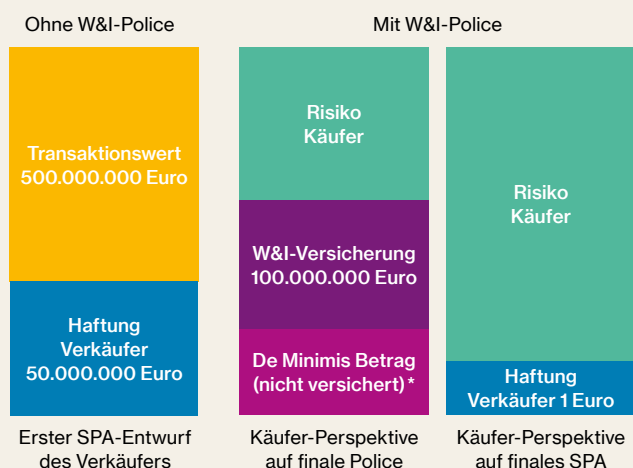 Ohne W&I-Police
Mit W&I-Police
Transaktionswert
500.000.000 Euro
Haftung
Verkäufer
50.000.000 Euro
Risiko
Käufer
W&I-Versicherung
100.000.000 Euro
De Minimis Betrag
(nicht versichert)*
Risiko
Käufer
Haftung
Verkäufer 1 Euro
Erster SPA-Entwurf
des Verkäufers
Käufer-Perspektive
auf finale Police
Käufer-Perspektive
auf finales SPA